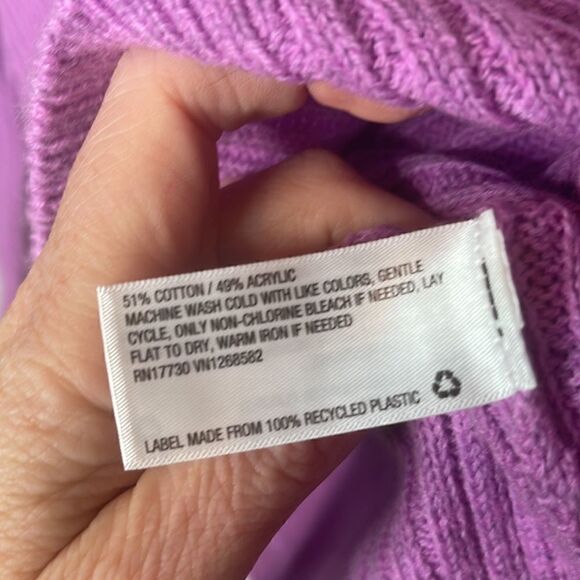 51% COTTON / 49% ACRYLIC
MACHINE WASH COLD WITH LIKE COLORS, GENTLE
CYCLE, ONLY NON-CHLORINE BLEACH IF NEEDED, LAY
FLAT TO DRY, WARM IRON IF NEEDED
RN17730 VN1268582
LABEL MADE FROM 100% RECYCLED PLASTIC